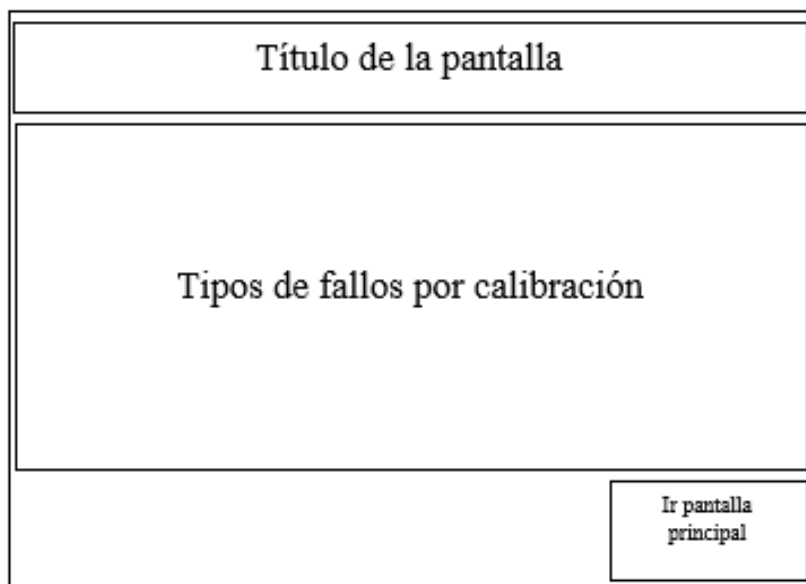 Título de la pantalla
Tipos de fallos por calibración
Ir pantalla
principal